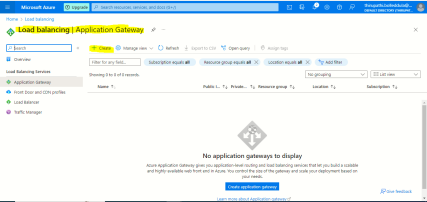 Microsoft Azure
Upgrade
Search resources, services, and docs (G+/)
Home > Load balancing
Load balancing | Application Gateway
Search
+ Create
Manage view
Refresh
Export to CSV
Open query
Assign tags
Overview
Load Balancing Services
Application Gateway
Front Door and CDN profiles
Load Balancer
Traffic Manager
Filter for any field...
Subscription equals all
Resource group equals all
Location equals all
Add filter
Showing 0 to 0 of 0 records.
No grouping
List view
Name
Public I...
Private...
Resource group
Location
Subscription
No application gateways to display
Azure Application Gateway gives you application-level routing and load balancing services that let you build a scalable
and highly-available web front end in Azure. You control the size of the gateway and scale your deployment based on
your needs.
Create application gateway
Learn more about Application gateway
Give feedback